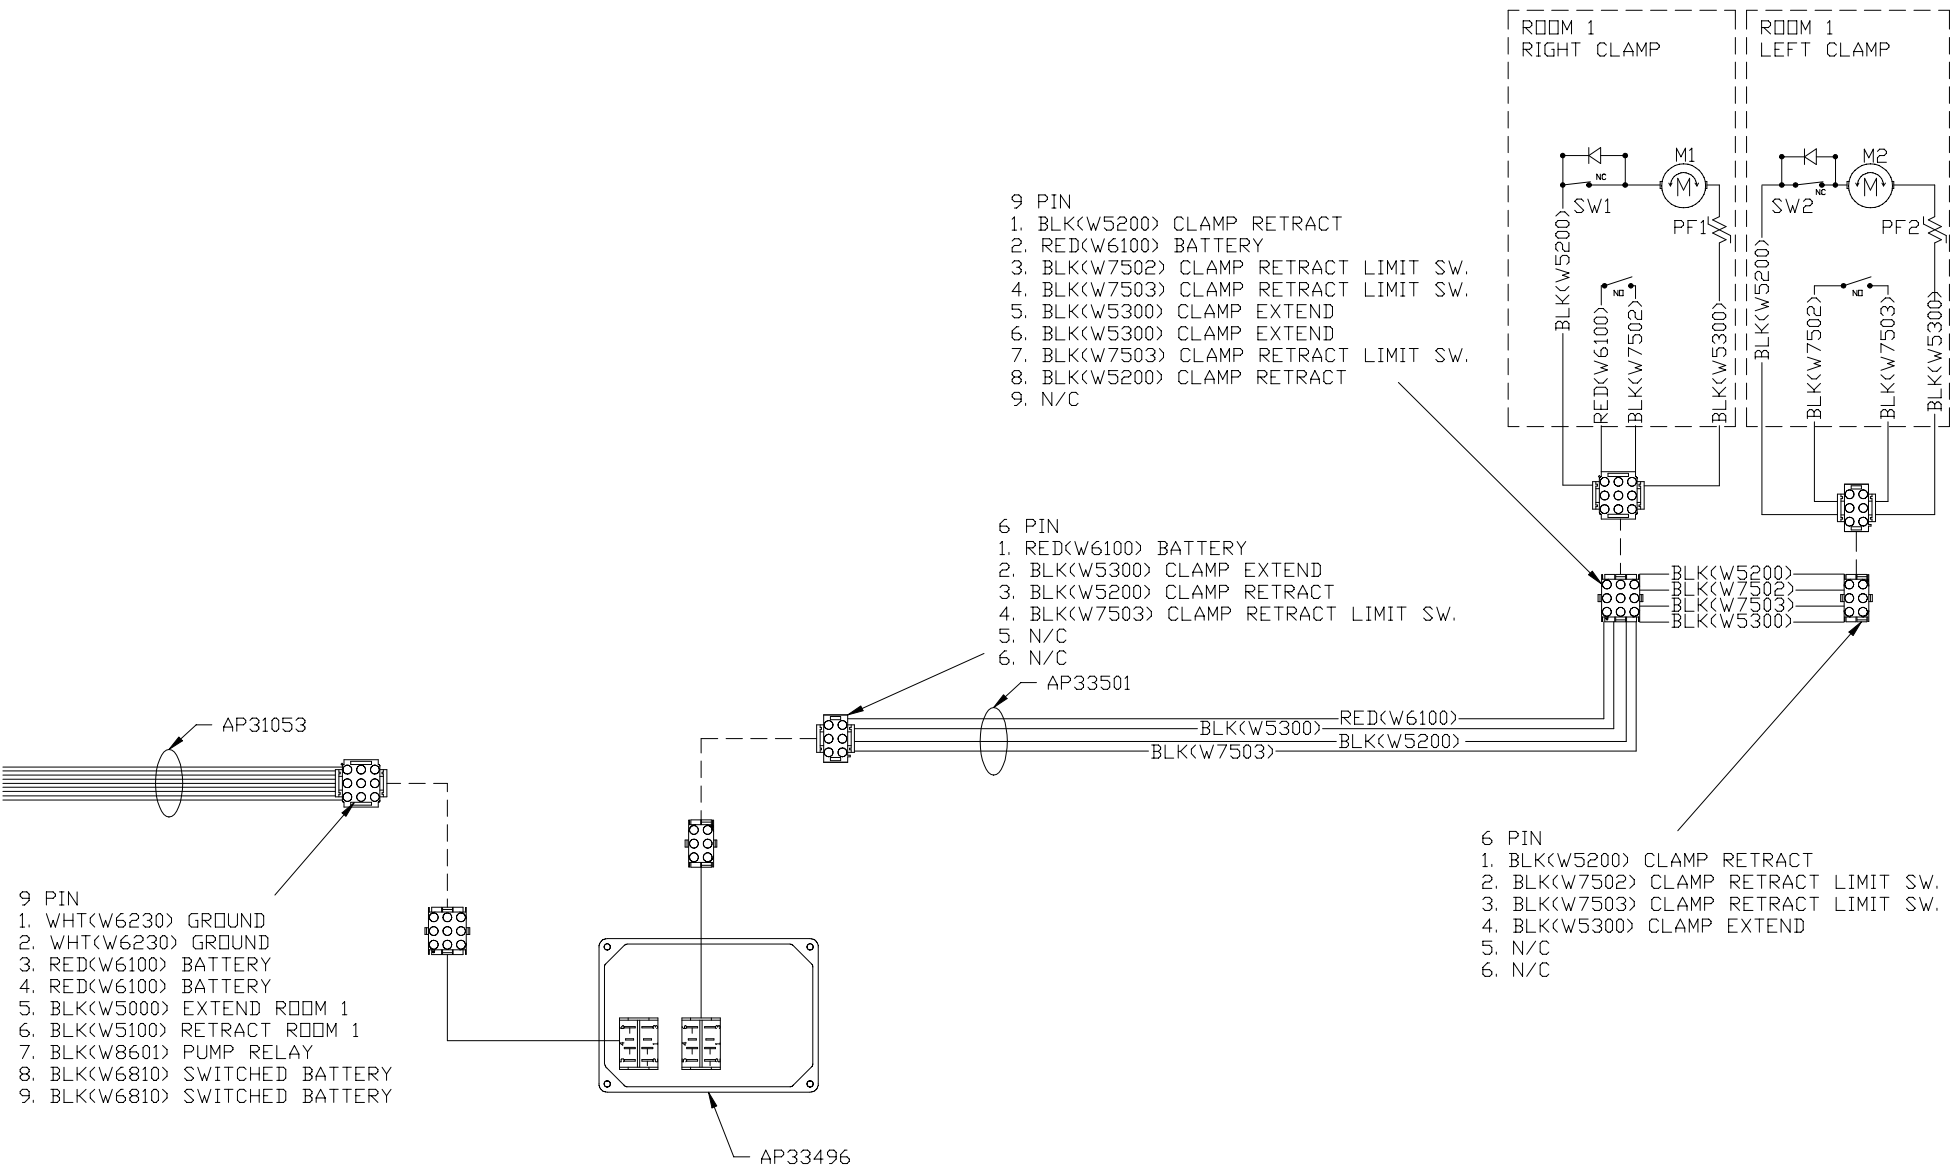 ROOM 1
RIGHT CLAMP
ROOM 1
LEFT CLAMP
M1
M
NC
SW1
PF1
NO
BLK(W5200)
RED(W6100)
BLK(W7502)
BLK(W5300)
M2
M
NC
SW2
PF2
NO
BLK(W5200)
BLK(W7502)
BLK(W7503)
BLK(W5300)
9 PIN
1. BLK(W5200) CLAMP RETRACT
2. RED(W6100) BATTERY
3. BLK(W7502) CLAMP RETRACT LIMIT SW.
4. BLK(W7503) CLAMP RETRACT LIMIT SW.
5. BLK(W5300) CLAMP EXTEND
6. BLK(W5300) CLAMP EXTEND
7. BLK(W7503) CLAMP RETRACT LIMIT SW.
8. BLK(W5200) CLAMP RETRACT
9. N/C
6 PIN
1. RED(W6100) BATTERY
2. BLK(W5300) CLAMP EXTEND
3. BLK(W5200) CLAMP RETRACT
4. BLK(W7503) CLAMP RETRACT LIMIT SW.
5. N/C
6. N/C
BLK(W5200)
BLK(W7502)
BLK(W7503)
BLK(W5300)
AP33501
RED(W6100)
BLK(W5300)
BLK(W5200)
BLK(W7503)
AP31053
6 PIN
1. BLK(W5200) CLAMP RETRACT
2. BLK(W7502) CLAMP RETRACT LIMIT SW.
3. BLK(W7503) CLAMP RETRACT LIMIT SW.
4. BLK(W5300) CLAMP EXTEND
5. N/C
6. N/C
9 PIN
1. WHT(W6230) GROUND
2. WHT(W6230) GROUND
3. RED(W6100) BATTERY
4. RED(W6100) BATTERY
5. BLK(W5000) EXTEND ROOM 1
6. BLK(W5100) RETRACT ROOM 1
7. BLK(W8601) PUMP RELAY
8. BLK(W6810) SWITCHED BATTERY
9. BLK(W6810) SWITCHED BATTERY
AP33496